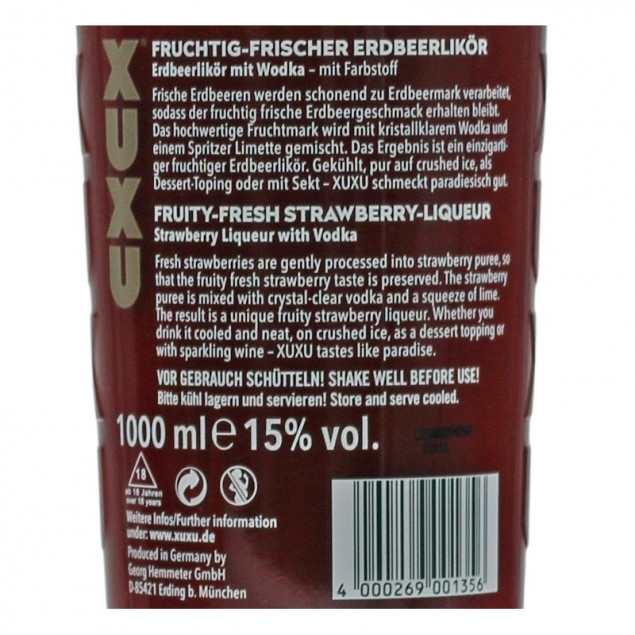 XUXU
FRUCHTIG-FRISCHER ERDBEERLIKÖR
Erdbeerlikör mit Wodka – mit Farbstoff
Frische Erdbeeren werden schonend zu Erdbeermark verarbeitet,
sodass der fruchtig frische Erdbeergeschmack erhalten bleibt.
Das hochwertige Fruchtmark wird mit kristallklarem Wodka und
einem Spritzer Limette gemischt. Das Ergebnis ist ein einzigarti-
ger fruchtiger Erdbeerlikör. Gekühlt, pur auf crushed ice, als
Dessert-Toping oder mit Sekt – XUXU schmeckt paradiesisch gut.
FRUITY-FRESH STRAWBERRY-LIQUEUR
Strawberry Liqueur with Vodka
Fresh strawberries are gently processed into strawberry puree, so
that the fruity fresh strawberry taste is preserved. The strawberry
puree is mixed with crystal-clear vodka and a squeeze of lime.
The result is a unique fruity strawberry liqueur. Whether you
drink it cooled and neat, on crushed ice, as a dessert topping or
with sparkling wine – XUXU tastes like paradise.
VOR GEBRAUCH SCHÜTTELN! SHAKE WELL BEFORE USE!
Bitte kühl lagern und servieren! Store and serve cooled.
1000 ml e 15% vol.
18
ab 18 Jahren
over 18 years
Weitere Infos/Further information
under: www.xuxu.de
Produced in Germany by
Georg Hemmeter GmbH
D-85421 Erding b. München
4 000269 001356